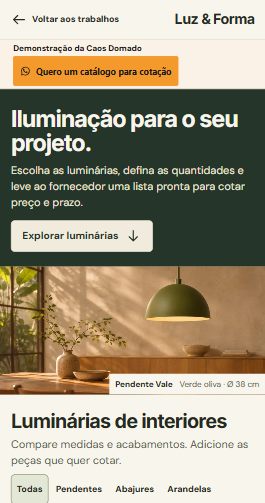 ← Voltar aos trabalhos
Luz & Forma
Demonstração da Caos Domado
Quero um catálogo para cotação
Iluminação para o seu
projeto.
Escolha as luminárias, defina as quantidades e
leve ao fornecedor uma lista pronta para cotar
preço e prazo.
Explorar luminárias ↓
Pendente Vale Verde oliva · Ø 38 cm
Luminárias de interiores
Compare medidas e acabamentos. Adicione as
peças que quer cotar.
Todas Pendentes Abajures Arandelas